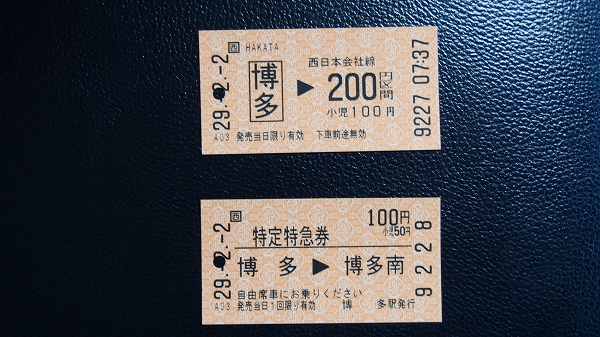 西 HAKATA
29.-2.-2
博多 ▶ 西日本会社線
200円区間
小児100円
A03 発売当日限り有効 下車前途無効
9227 07:37
西
29.-2.-2
特定特急券
100円
小児50円
博多 ▶ 博多南
自由席車にお乗りください
A03 発売当日1回限り有効 博多駅発行
9228